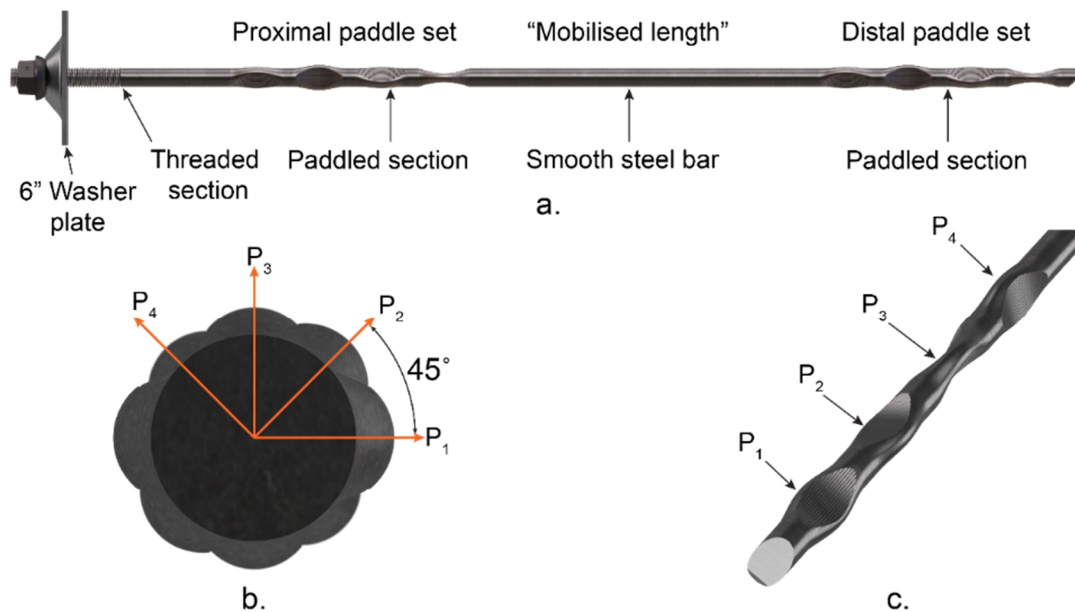 Proximal paddle set
“Mobilised length”
Distal paddle set
6” Washer
plate
Threaded
section
Paddled section
Smooth steel bar
Paddled section
a.
P3
P4
P2
45°
P1
b.
P4
P3
P2
P1
c.